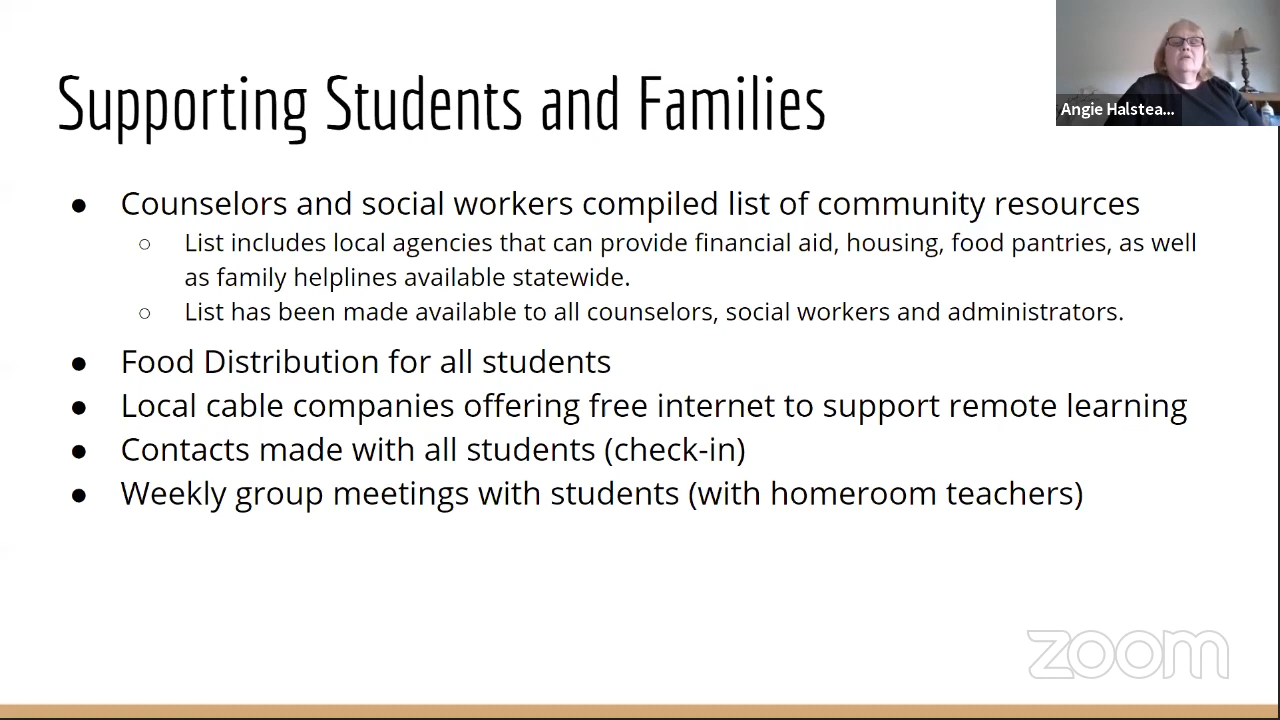 Supporting Students and Families
Angie Halstea...
● Counselors and social workers compiled list of community resources
○ List includes local agencies that can provide financial aid, housing, food pantries, as well
as family helplines available statewide.
○ List has been made available to all counselors, social workers and administrators.
● Food Distribution for all students
● Local cable companies offering free internet to support remote learning
● Contacts made with all students (check-in)
● Weekly group meetings with students (with homeroom teachers)
zoom